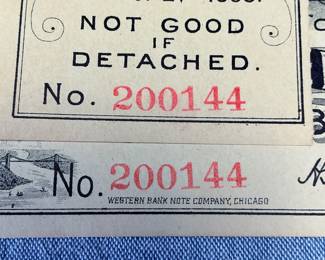 NOT GOOD
IF
DETACHED.
No. 200144
No. 200144
WESTERN BANK NOTE COMPANY, CHICAGO